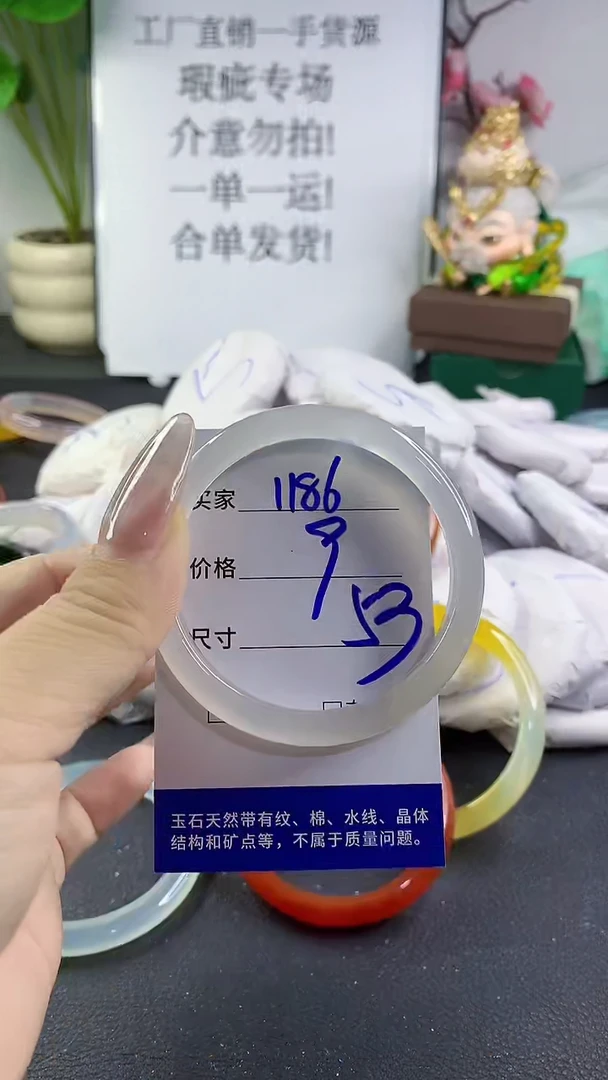 工厂直销一手货源
瑕疵专场
介意勿拍!
一单一运!
合单发货!
买家 1186
价格 9
尺寸 53
玉石天然带有纹、棉、水线、晶体
结构和矿点等，不属于质量问题。